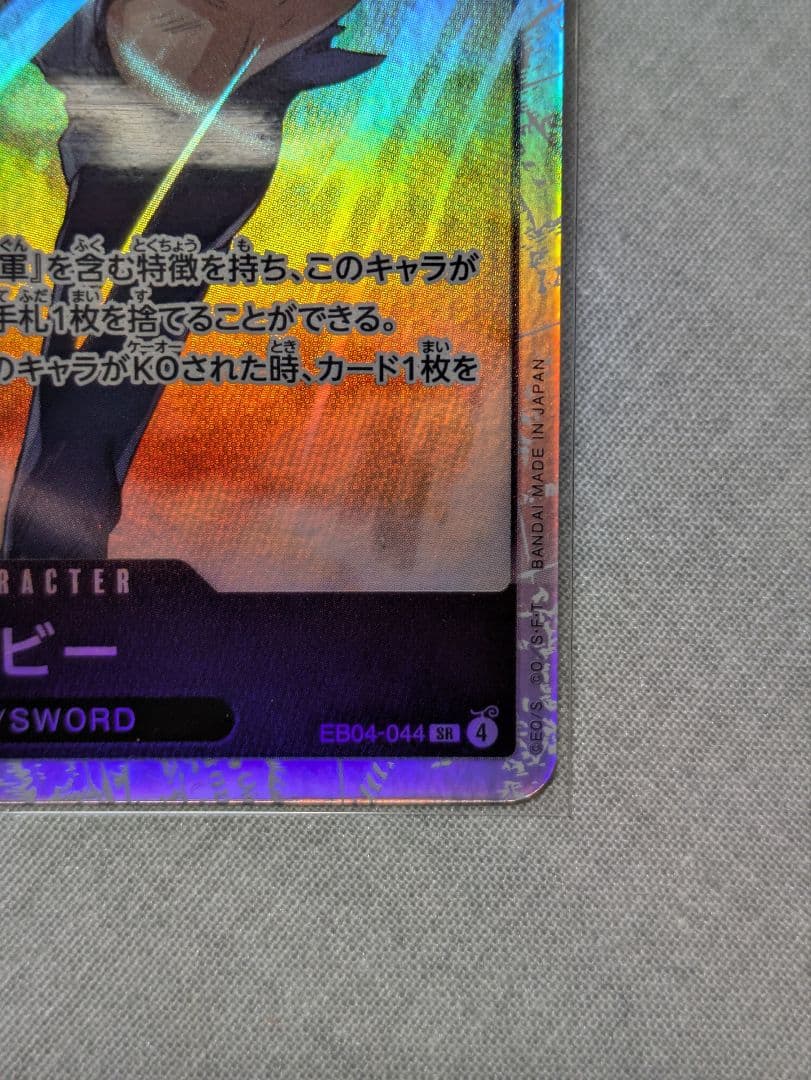 軍』を含む特徴を持ち、このキャラが
手札1枚を捨てることができる。
のキャラがKOされた時、カード1枚を
RACTER
ビー
/SWORD
EB04-044 SR 4
©EO/S. ©O. /S・F・T BANDAI MADE IN JAPAN